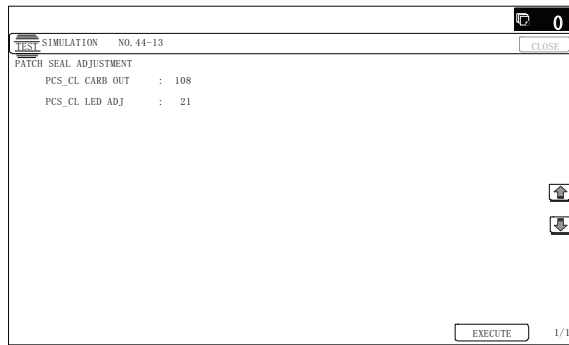 0
TEST SIMULATION NO.44-13
CLOSE
PATCH SEAL ADJUSTMENT
PCS_CL CARB OUT : 108
PCS_CL LED ADJ : 21
EXECUTE 1/1